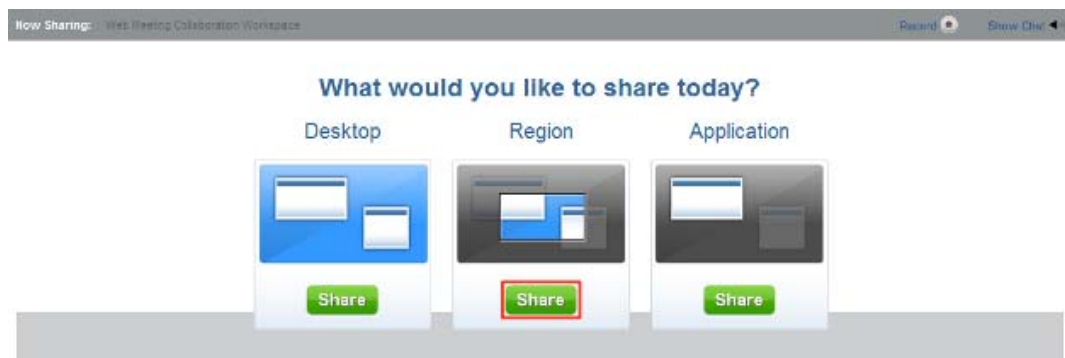 Now Sharing: Web Meeting Collaboration Workspace
Record
Show Chat
What would you like to share today?
Desktop
Region
Application
Share
Share
Share